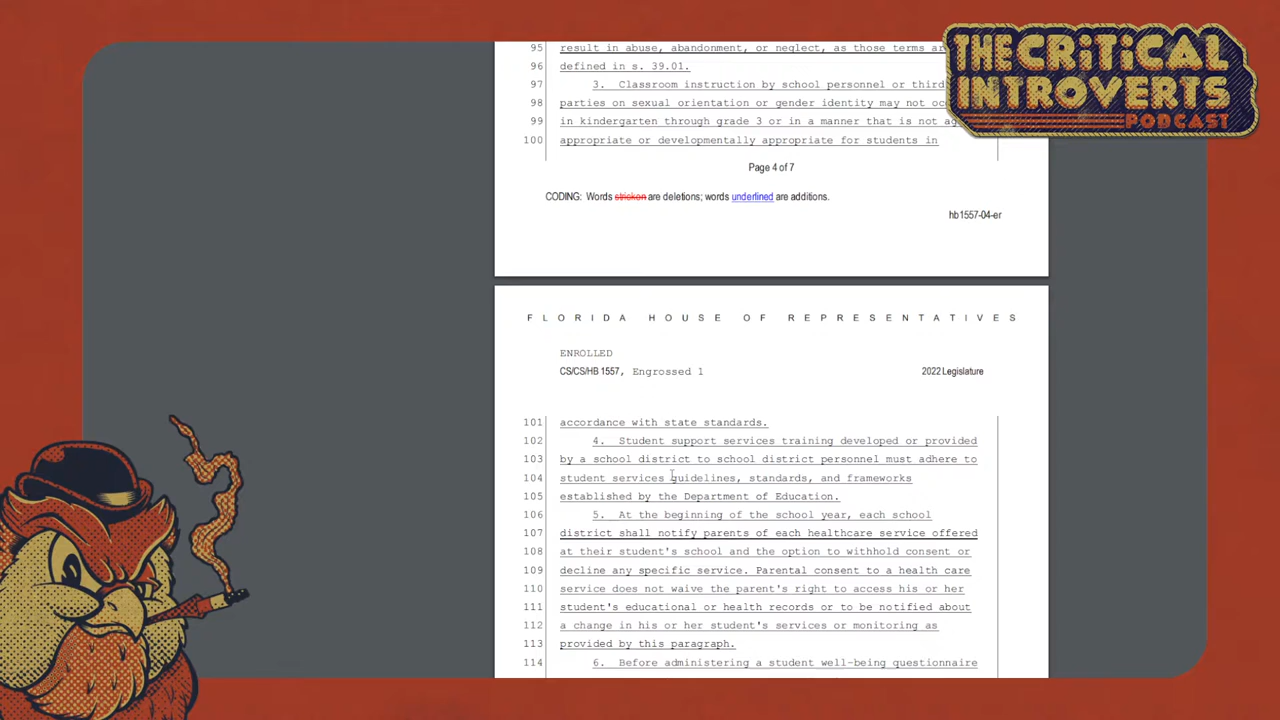 THE CRiTiCAL
INTROVERTS
PODCAST
95 result in abuse, abandonment, or neglect, as those terms
96 defined in s. 39.01.
97 3. Classroom instruction by school personnel or third
98 parties on sexual orientation or gender identity may not
99 in kindergarten through grade 3 or in a manner that is not
100 appropriate or developmentally appropriate for students in
Page 4 of 7
CODING: Words stricken are deletions; words underlined are additions.
hb1557-04-er
FLORIDA HOUSE OF REPRESENTATIVES
ENROLLED
CS/CS/HB 1557, Engrossed 1 2022 Legislature
101 accordance with state standards.
102 4. Student support services training developed or provided
103 by a school district to school district personnel must adhere to
104 student services guidelines, standards, and frameworks
105 established by the Department of Education.
106 5. At the beginning of the school year, each school
107 district shall notify parents of each healthcare service offered
108 at their student's school and the option to withhold consent or
109 decline any specific service. Parental consent to a health care
110 service does not waive the parent's right to access his or her
111 student's educational or health records or to be notified about
112 a change in his or her student's services or monitoring as
113 provided by this paragraph.
114 6. Before administering a student well-being questionnaire